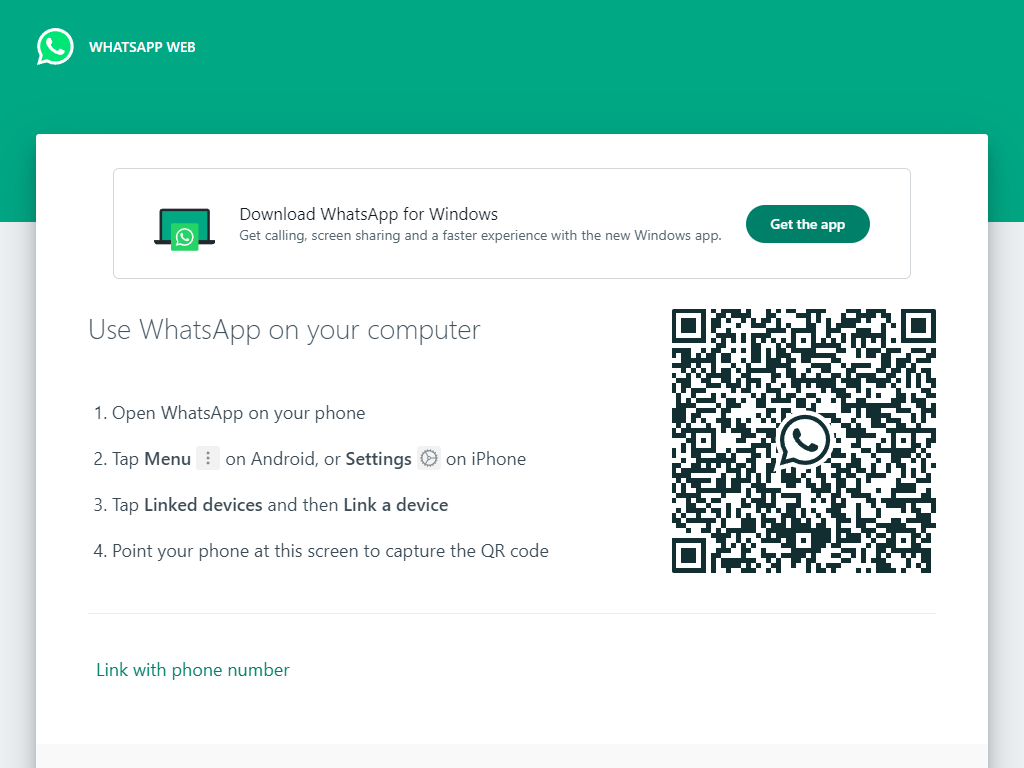 WHATSAPP WEB
Download WhatsApp for Windows
Get calling, screen sharing and a faster experience with the new Windows app.
Get the app
Use WhatsApp on your computer
1. Open WhatsApp on your phone
2. Tap Menu on Android, or Settings on iPhone
3. Tap Linked devices and then Link a device
4. Point your phone at this screen to capture the QR code
Link with phone number